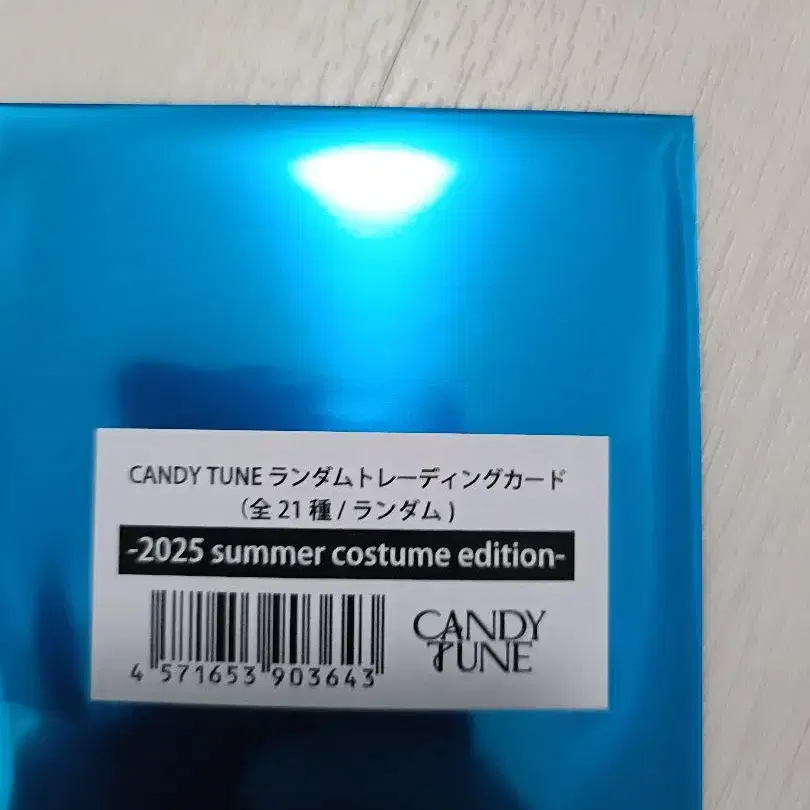 CANDY TUNE ランダムトレーディングカード
（全 21 種 / ランダム )
-2025 summer costume edition-
4 571653 903643
CANDY
TUNE